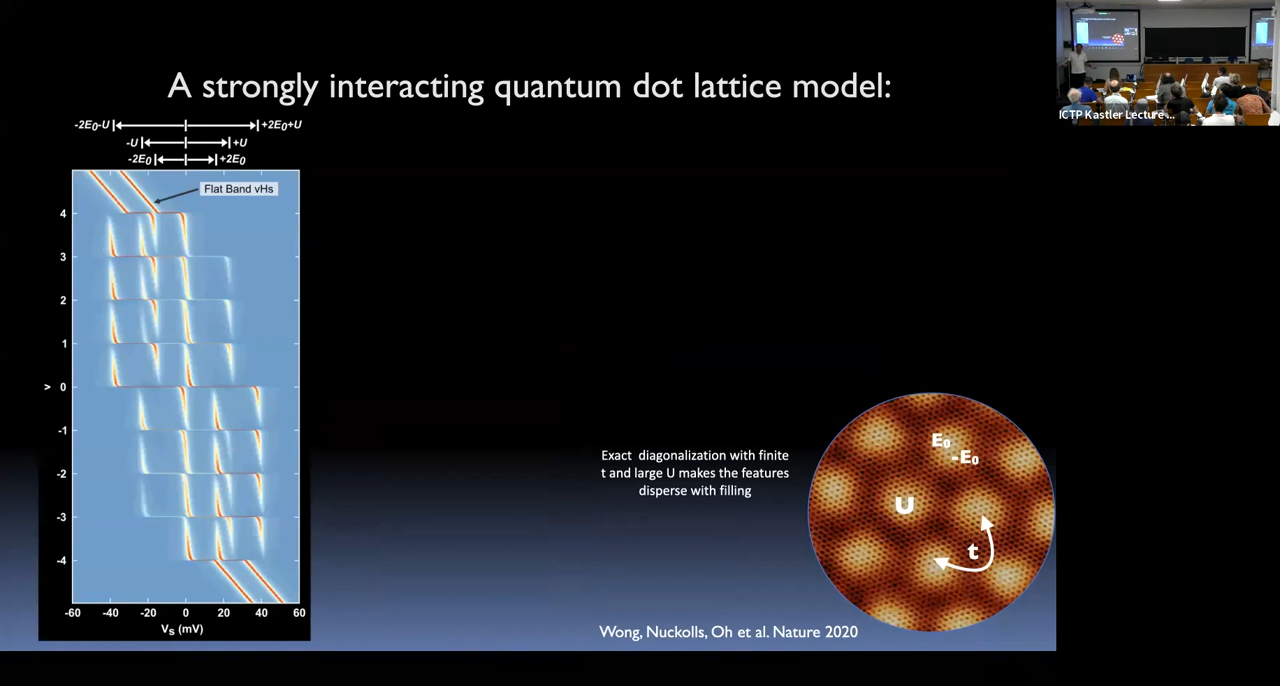 A strongly interacting quantum dot lattice model:
-2E₀-U +2E₀+U
-U +U
-2E₀ +2E₀
Flat Band vHs
4
3
2
1
0
-1
-2
-3
-4
ν
-60 -40 -20 0 20 40 60
Vₛ (mV)
Exact diagonalization with finite
t and large U makes the features
disperse with filling
E₀
-E₀
U
t
Wong, Nuckolls, Oh et al. Nature 2020
ICTP Kastler Lecture ...